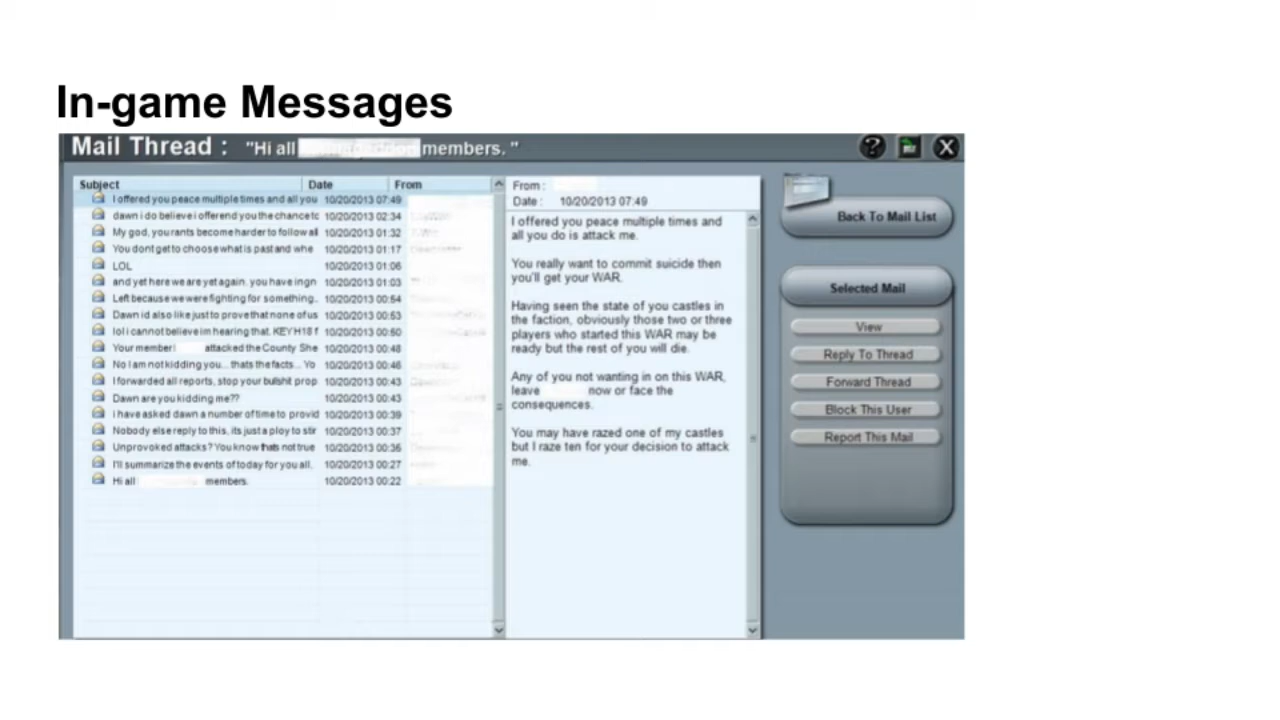 In-game Messages
Mail Thread : "Hi all members. "
Subject Date From
I offered you peace multiple times and all you 10/20/2013 07:49
dawn i do believe i offerend you the chance tc 10/20/2013 02:34
My god, you rants become harder to follow all 10/20/2013 01:32
You dont get to choose what is past and whe 10/20/2013 01:17
LOL 10/20/2013 01:06
and yet here we are yet again. you have ingn 10/20/2013 01:03
Left because we were fighting for something. 10/20/2013 00:54
Dawn id also like just to prove that none of us 10/20/2013 00:53
lol i cannot believe im hearing that. KEYH18 f 10/20/2013 00:50
Your member attacked the County She 10/20/2013 00:48
No I am not kidding you... thats the facts... Yo 10/20/2013 00:46
I forwarded all reports, stop your bullshit prop 10/20/2013 00:43
Dawn are you kidding me?? 10/20/2013 00:43
i have asked dawn a number of time to provid 10/20/2013 00:39
Nobody else reply to this, its just a ploy to stir 10/20/2013 00:37
Unprovoked attacks? You know thats not true 10/20/2013 00:36
I'll summarize the events of today for you all. 10/20/2013 00:27
Hi all members. 10/20/2013 00:22
From :
Date : 10/20/2013 07:49
I offered you peace multiple times and
all you do is attack me.
You really want to commit suicide then
you'll get your WAR.
Having seen the state of you castles in
the faction, obviously those two or three
players who started this WAR may be
ready but the rest of you will die.
Any of you not wanting in on this WAR,
leave now or face the
consequences.
You may have razed one of my castles
but I raze ten for your decision to attack
me.
Back To Mail List
Selected Mail
View
Reply To Thread
Forward Thread
Block This User
Report This Mail